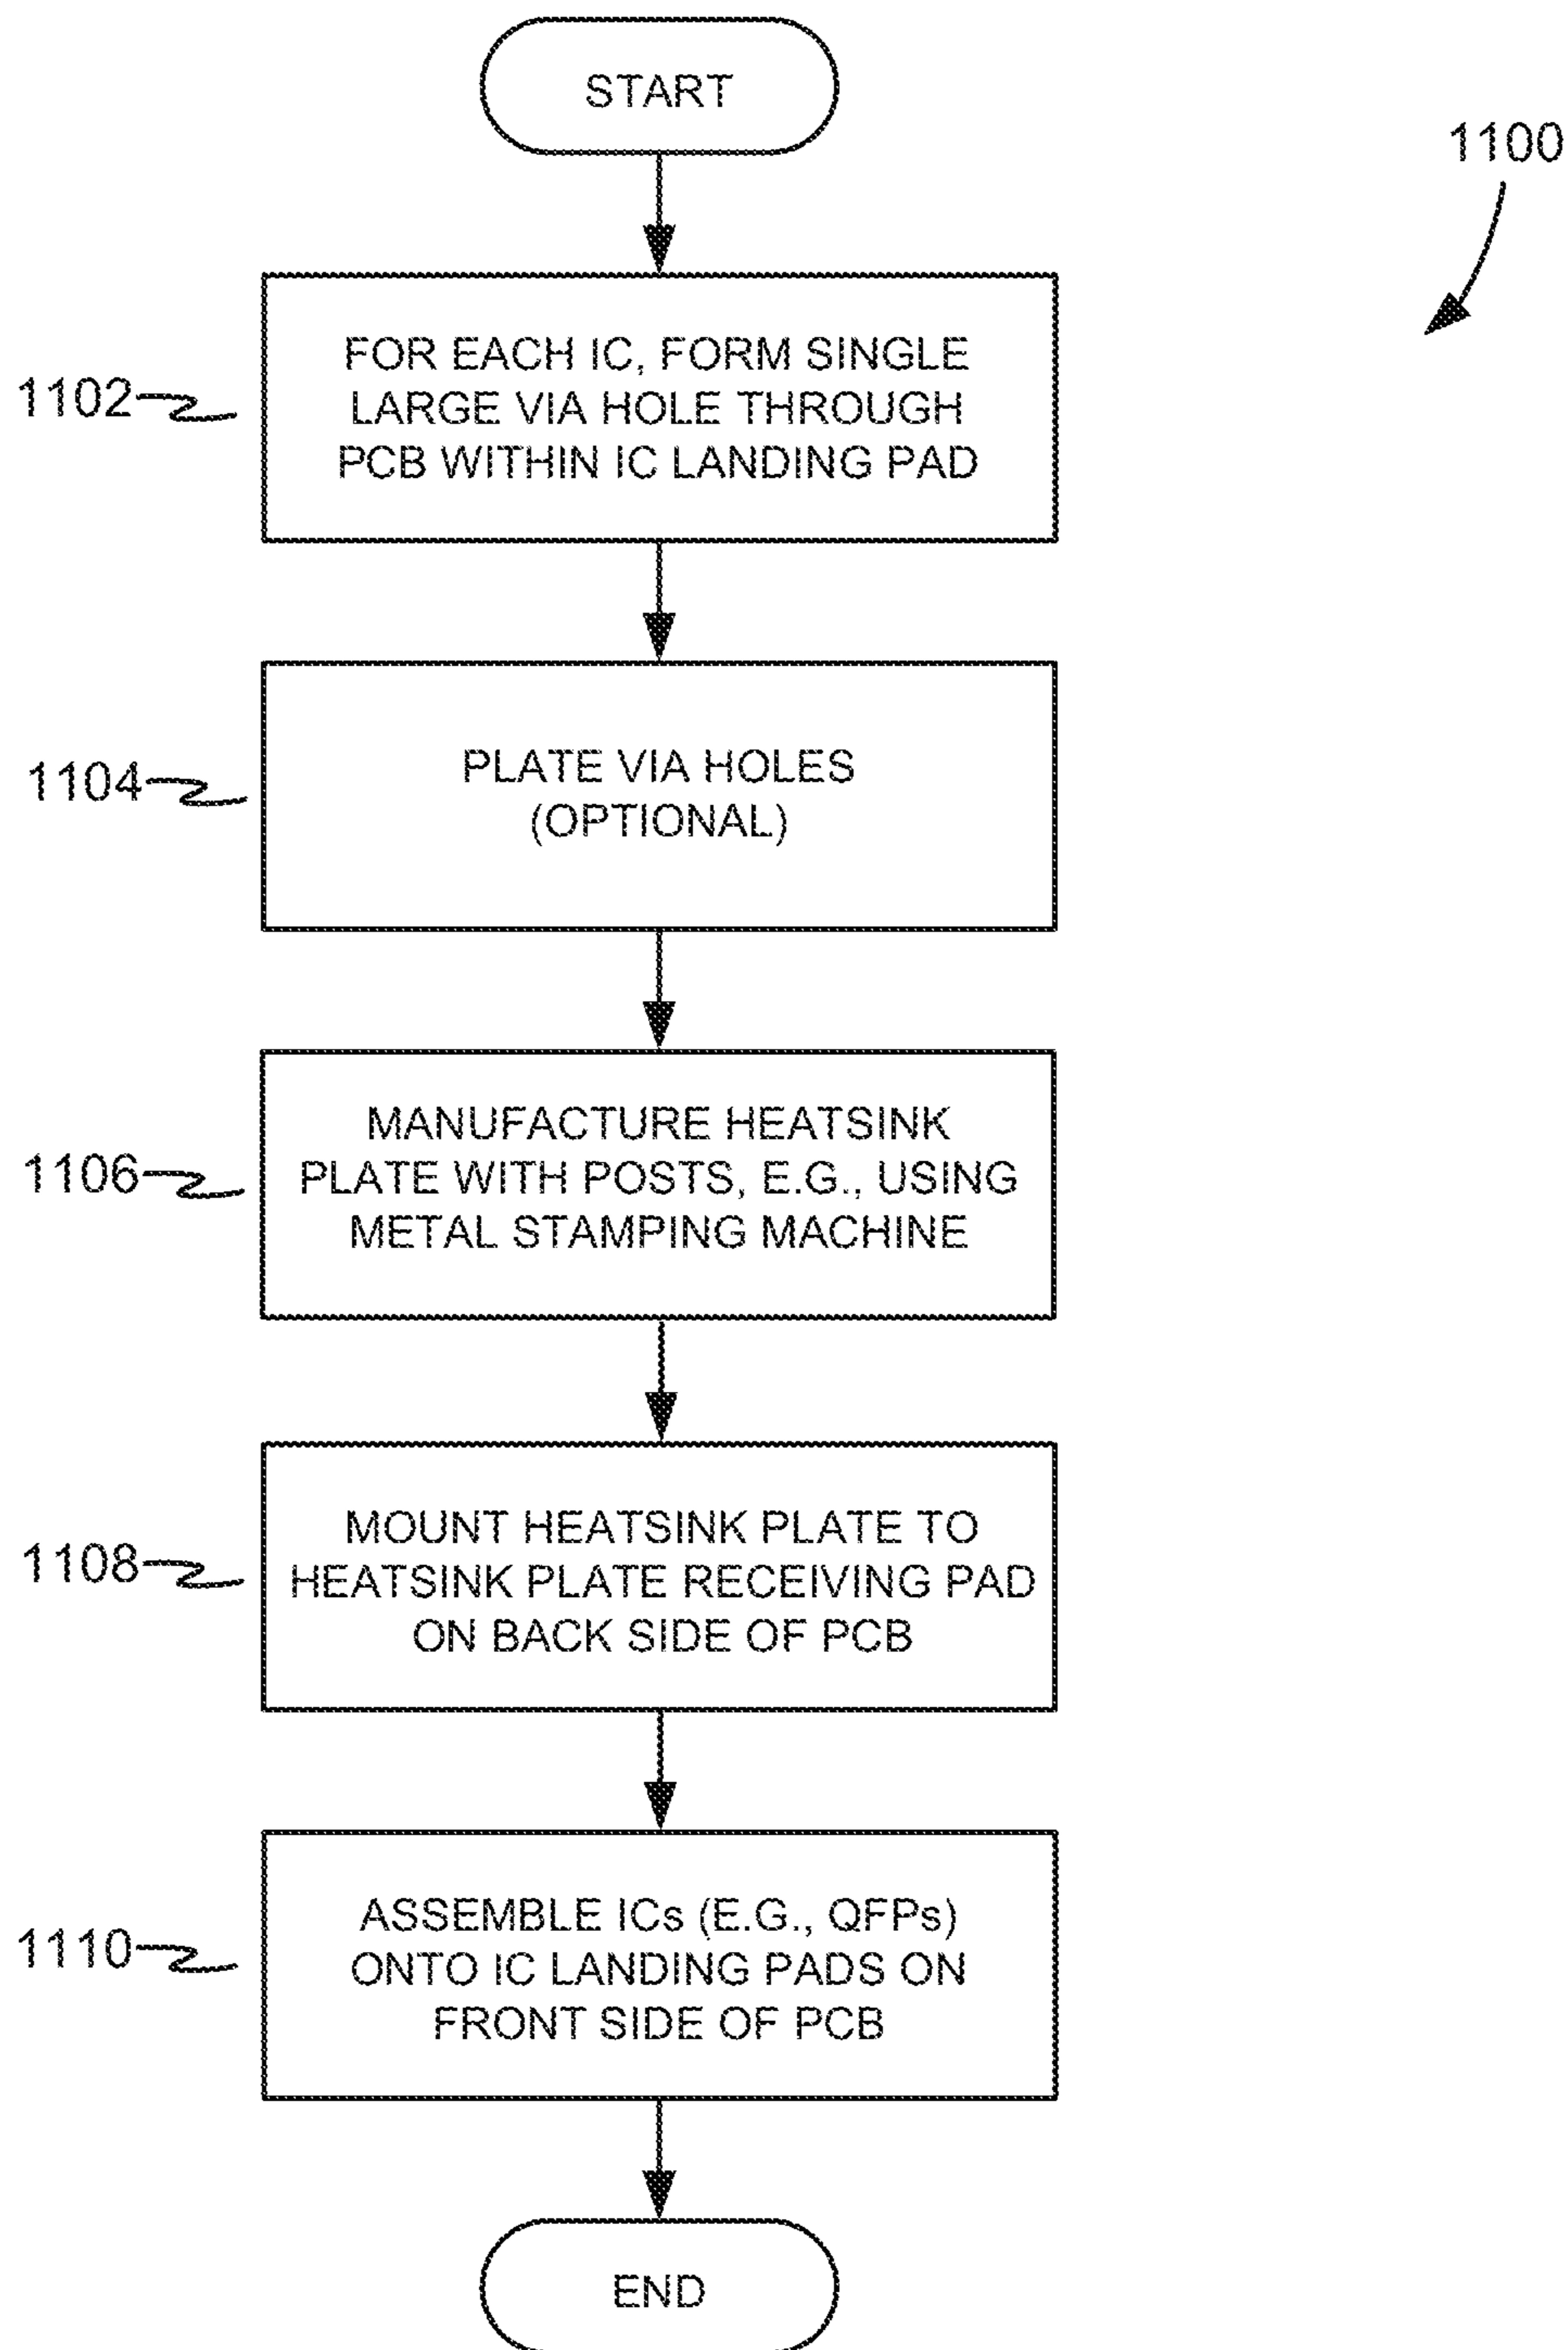 START
1100
1102
FOR EACH IC, FORM SINGLE
LARGE VIA HOLE THROUGH
PCB WITHIN IC LANDING PAD
1104
PLATE VIA HOLES
(OPTIONAL)
1106
MANUFACTURE HEATSINK
PLATE WITH POSTS, E.G., USING
METAL STAMPING MACHINE
1108
MOUNT HEATSINK PLATE TO
HEATSINK PLATE RECEIVING PAD
ON BACK SIDE OF PCB
1110
ASSEMBLE ICs (E.G., QFPs)
ONTO IC LANDING PADS ON
FRONT SIDE OF PCB
END